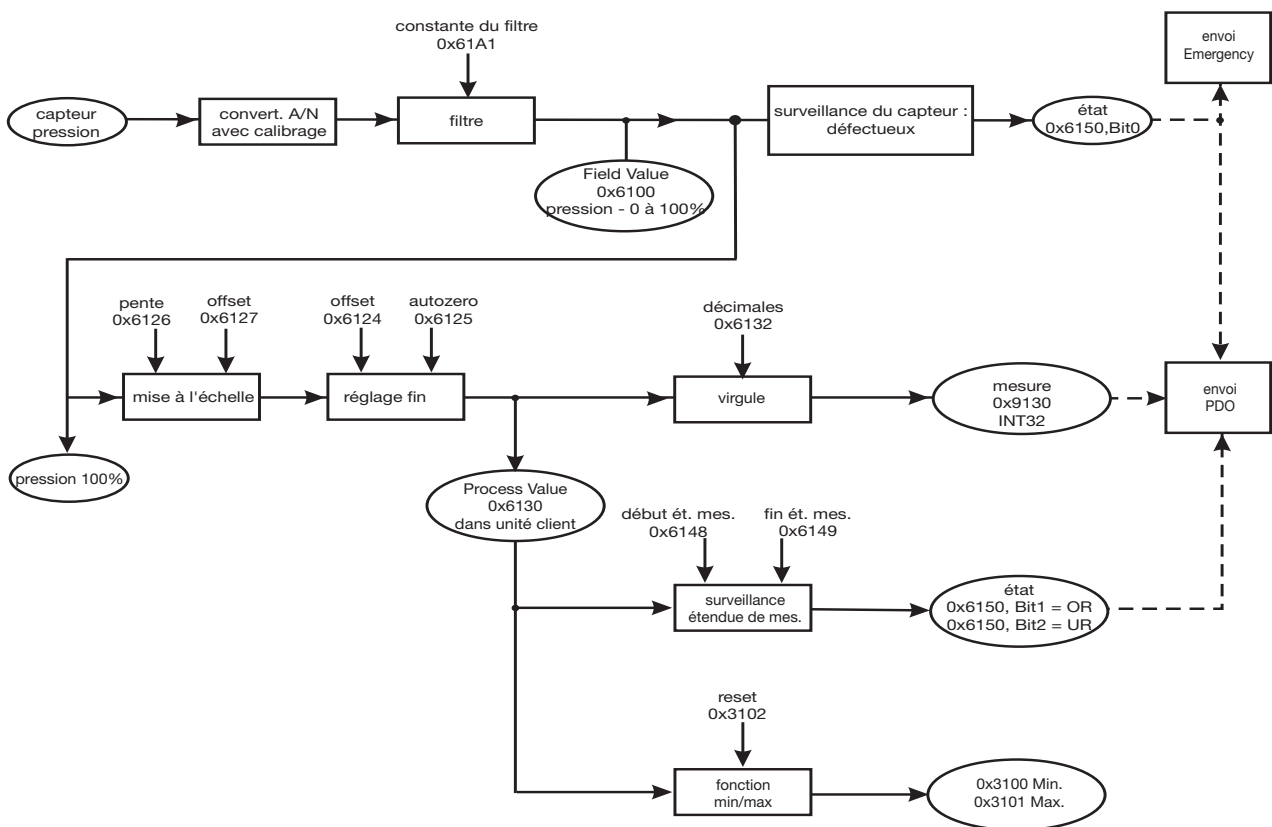 constante du filtre
0x61A1
envoi
Emergency
capteur
pression
convert. A/N
avec calibrage
filtre
surveillance du capteur :
défectueux
état
0x6150,Bit0
Field Value
0x6100
pression - 0 à 100%
pente
0x6126
offset
0x6127
offset
0x6124
autozero
0x6125
décimales
0x6132
mise à l'échelle
réglage fin
virgule
mesure
0x9130
INT32
envoi
PDO
pression 100%
Process Value
0x6130
dans unité client
début ét. mes.
0x6148
fin ét. mes.
0x6149
surveillance
étendue de mes.
état
0x6150, Bit1 = OR
0x6150, Bit2 = UR
reset
0x3102
fonction
min/max
0x3100 Min.
0x3101 Max.